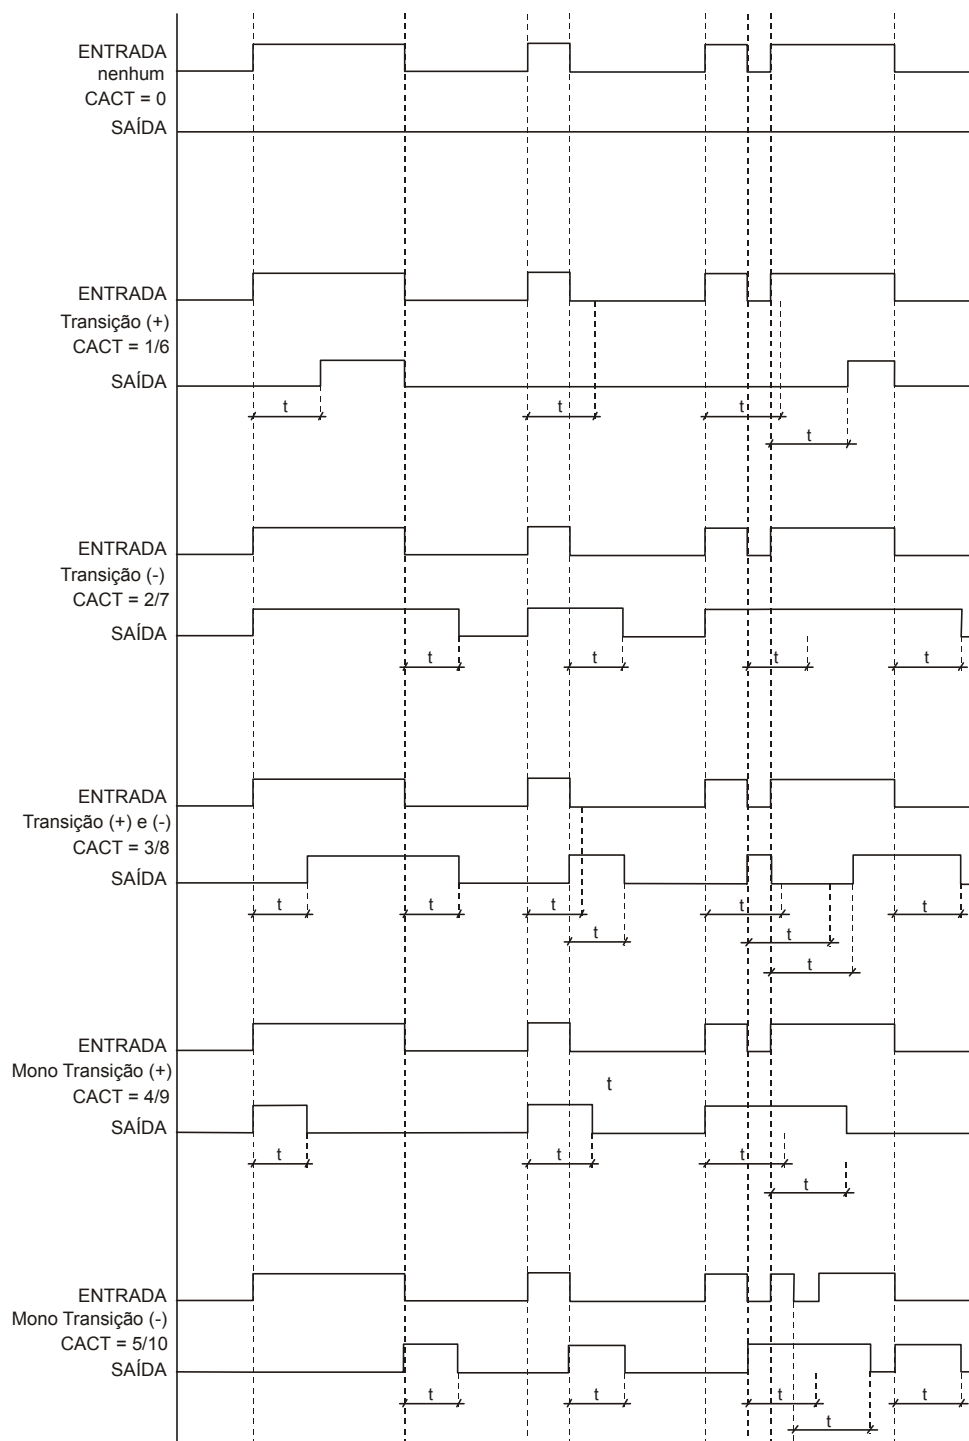 ENTRADA
nenhum
CACT = 0
SAÍDA
ENTRADA
Transição (+)
CACT = 1/6
SAÍDA
t
t
t
t
ENTRADA
Transição (-)
CACT = 2/7
SAÍDA
t
t
t
t
ENTRADA
Transição (+) e (-)
CACT = 3/8
SAÍDA
t
t
t
t
t
t
t
t
ENTRADA
Mono Transição (+)
t
CACT = 4/9
SAÍDA
t
t
t
t
ENTRADA
Mono Transição (-)
CACT = 5/10
SAÍDA
t
t
t
t
t